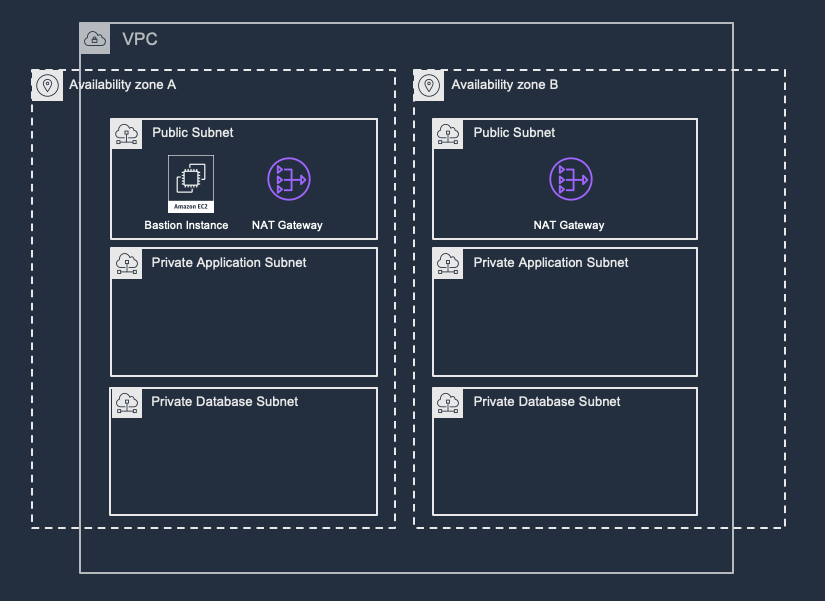 VPC
Availability zone A
Availability zone B
Public Subnet
Amazon EC2
Bastion Instance
NAT Gateway
Public Subnet
NAT Gateway
Private Application Subnet
Private Application Subnet
Private Database Subnet
Private Database Subnet